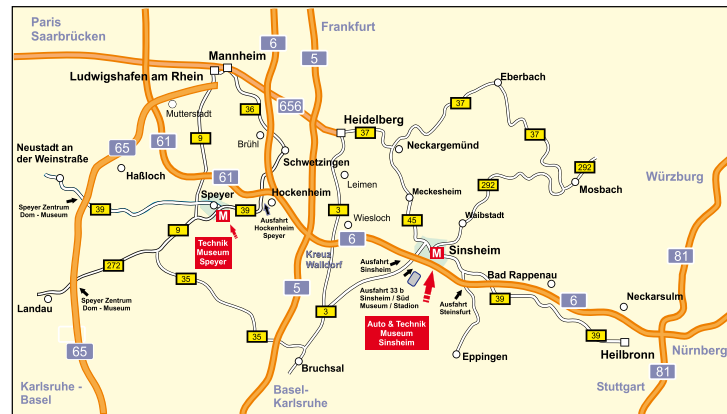 Paris
Saarbrücken
6
Frankfurt
5
Mannheim
Ludwigshafen am Rhein
Eberbach
Mutterstadt
36
656
37
Heidelberg
65
61
9
Brühl
37
37
Neckargemünd
Neustadt an
der Weinstraße
Schwetzingen
292
Haßloch
61
Leimen
Meckesheim
292
Mosbach
Würzburg
Speyer
Hockenheim
Speyer Zentrum
Dom - Museum
39
M
39
3
Wiesloch
45
Waibstadt
Ausfahrt
Hockenheim
Speyer
9
6
Technik
Museum
Speyer
Kreuz
Walldorf
Ausfahrt
Sinsheim
M
Sinsheim
81
272
35
5
Ausfahrt 33 b
Sinsheim / Süd
Museum / Stadion
Bad Rappenau
Landau
Speyer Zentrum
Dom - Museum
39
6
Neckarsulm
3
Ausfahrt
Steinsfurt
Auto & Technik
Museum
Sinsheim
35
39
65
Heilbronn
Nürnberg
Bruchsal
Eppingen
81
Karlsruhe -
Basel
Basel-
Karlsruhe
Stuttgart